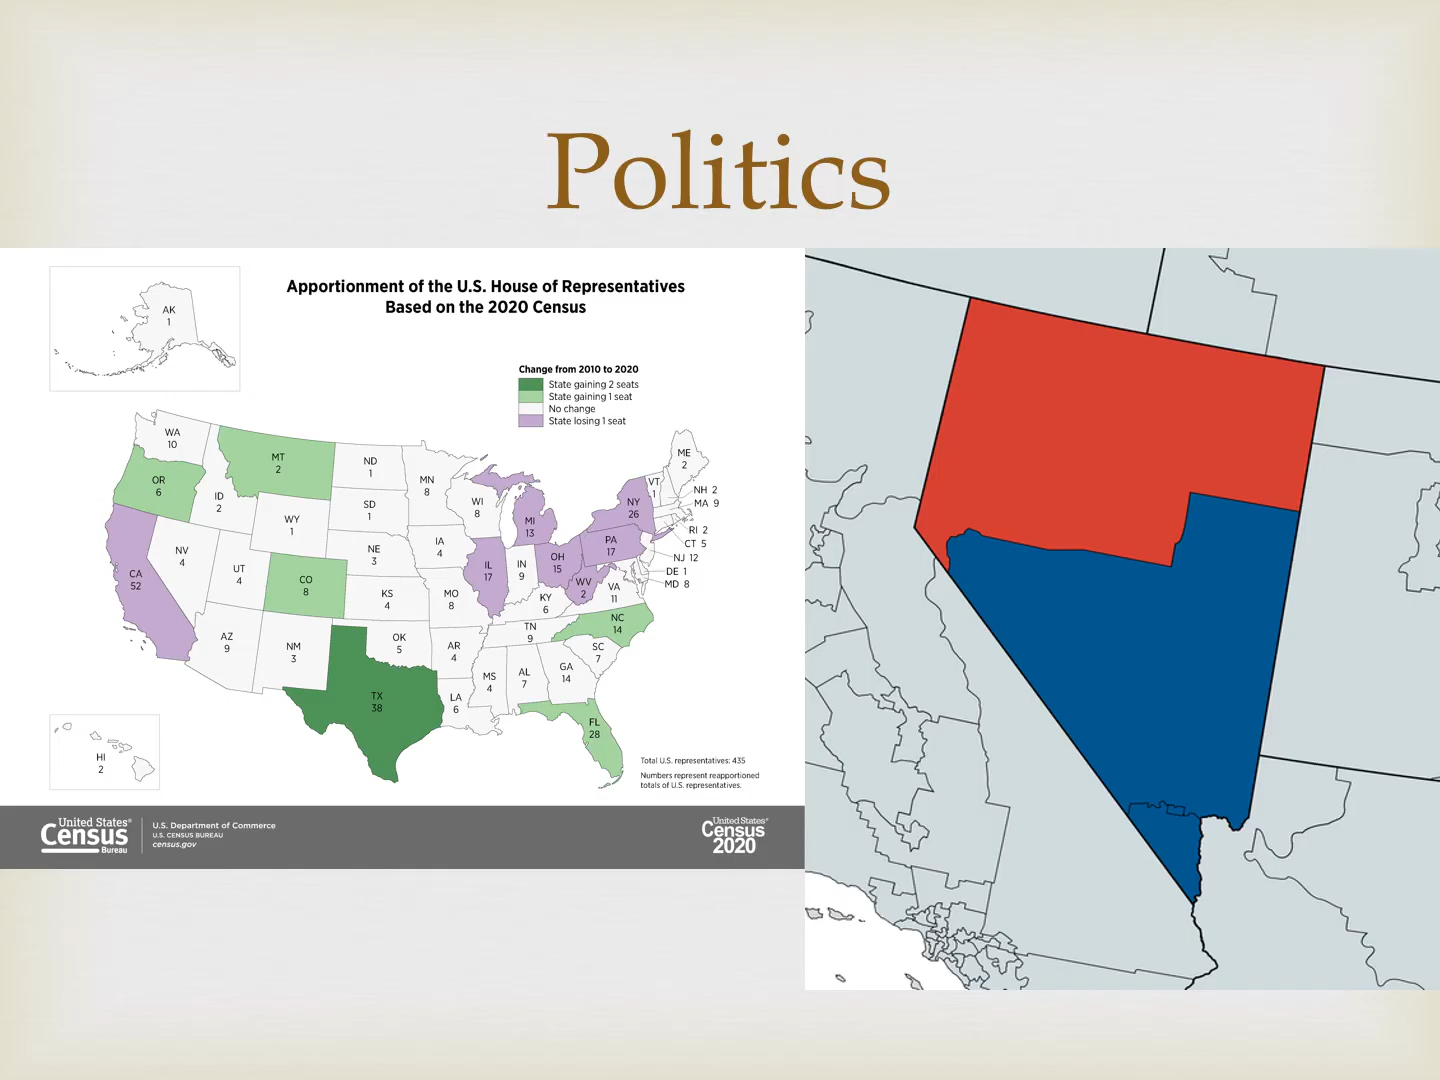 Politics
Apportionment of the U.S. House of Representatives
Based on the 2020 Census
AK
1
Change from 2010 to 2020
State gaining 2 seats
State gaining 1 seat
No change
State losing 1 seat
WA
10
OR
6
MT
2
ID
2
ND
1
MN
8
SD
1
WI
8
MI
13
NY
26
VT
1
ME
2
NH 2
MA 9
RI 2
CT 5
NJ 12
DE 1
MD 8
WY
1
NV
4
UT
4
CA
52
CO
8
NE
3
IA
4
IL
17
IN
9
OH
15
PA
17
WV
2
VA
11
KS
4
MO
8
KY
6
NC
14
TN
9
SC
7
AZ
9
NM
3
OK
5
AR
4
MS
4
AL
7
GA
14
TX
38
LA
6
FL
28
HI
2
Total U.S. representatives: 435
Numbers represent reapportioned
totals of U.S. representatives.
United States®
Census
Bureau
U.S. Department of Commerce
U.S. CENSUS BUREAU
census.gov
United States®
Census
2020